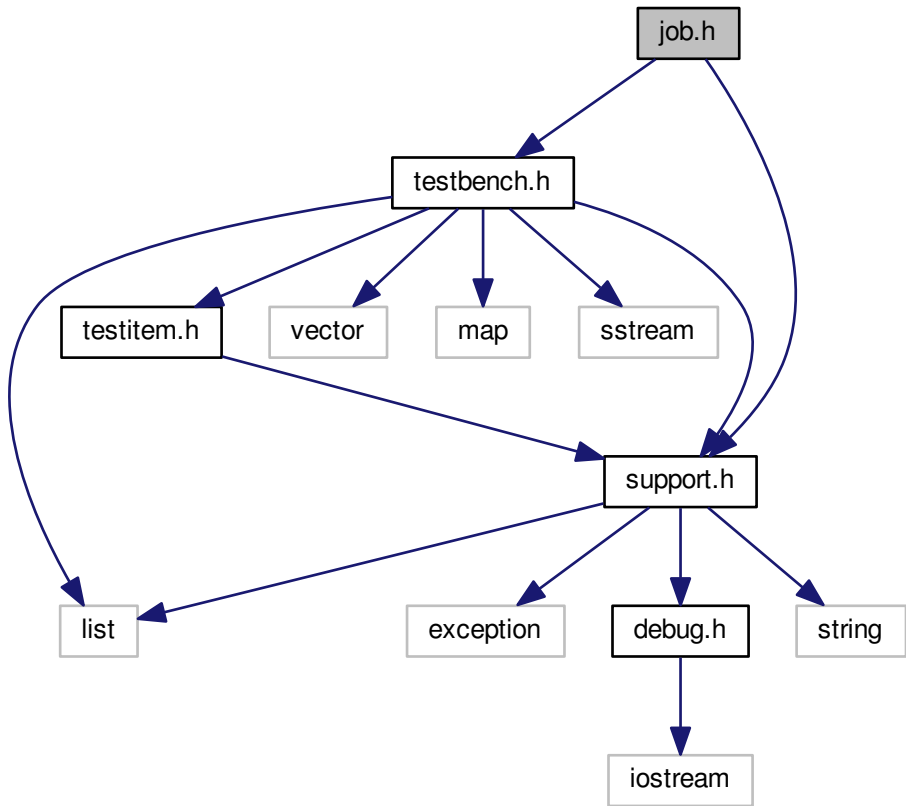 job.h
testbench.h
testitem.h
vector
map
sstream
support.h
list
exception
debug.h
string
iostream